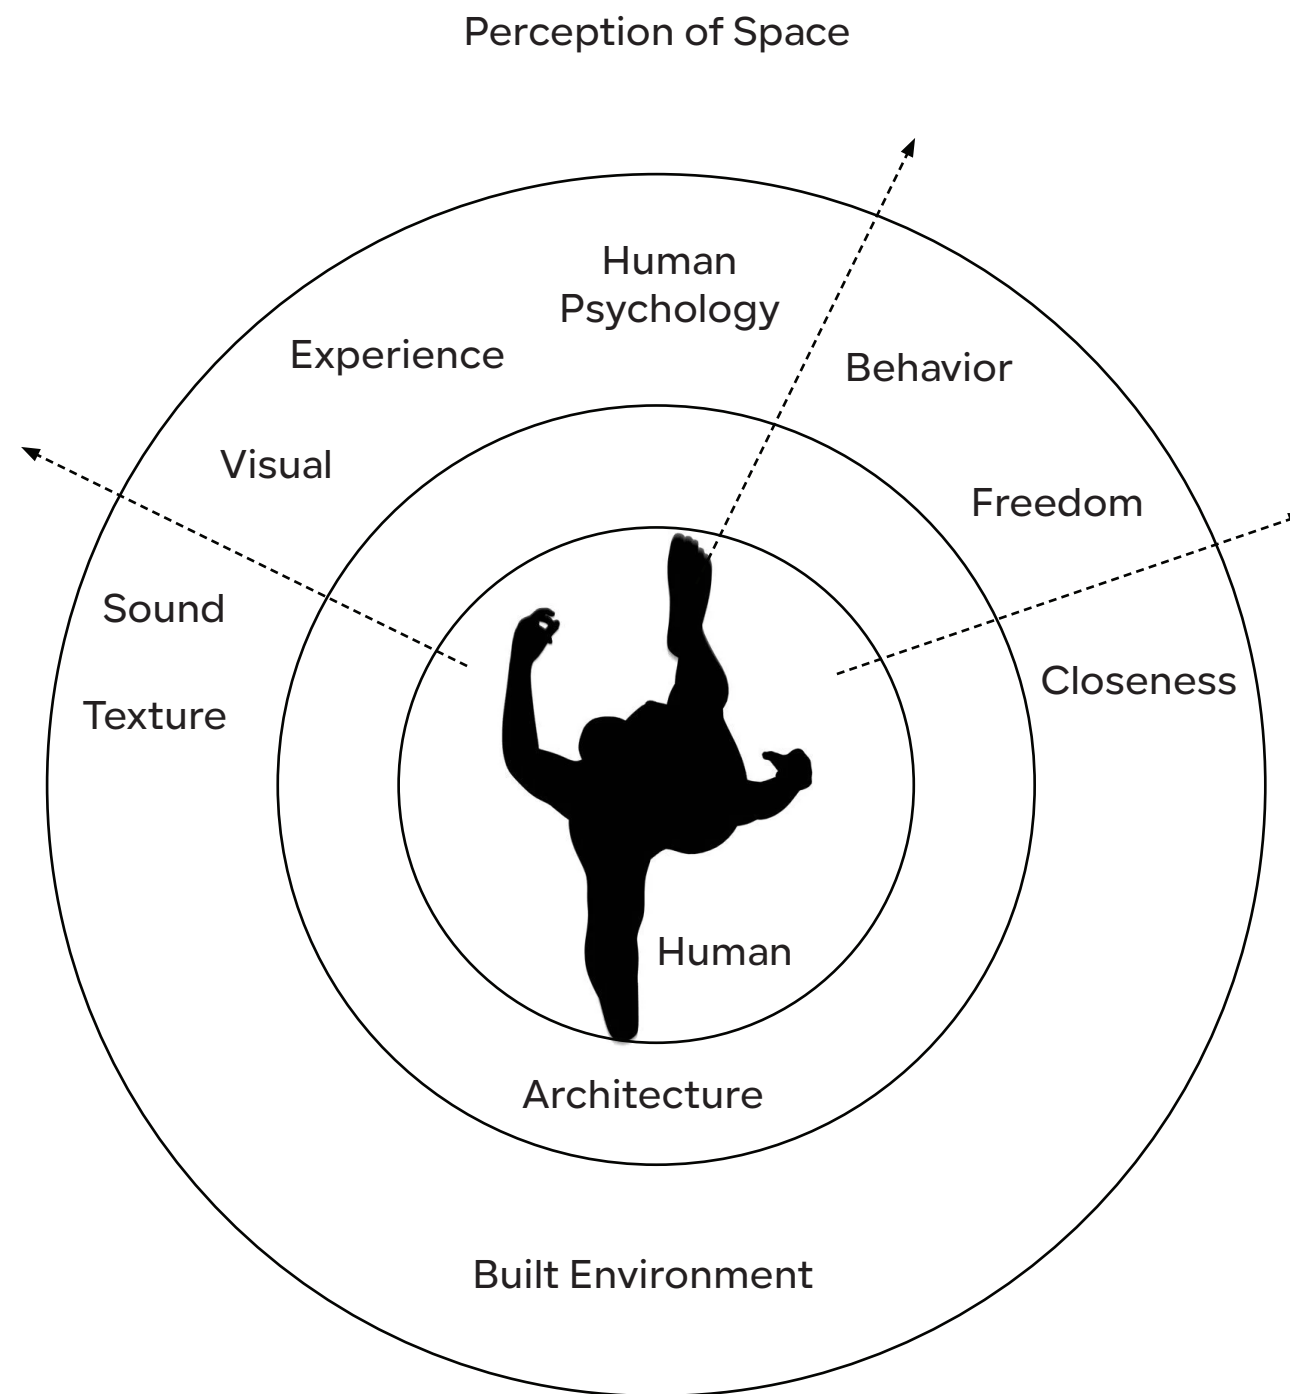 Perception of Space
Human
Psychology
Experience
Behavior
Visual
Freedom
Sound
Closeness
Texture
Human
Architecture
Built Environment